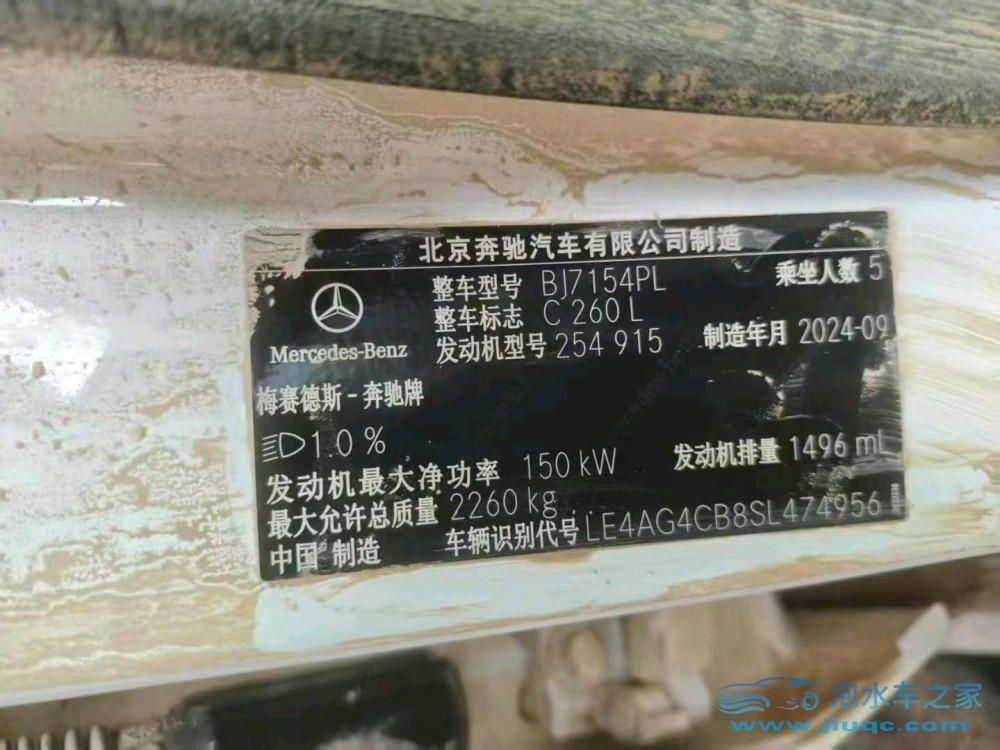 北京奔驰汽车有限公司制造
整车型号 BJ7154PL 乘坐人数 5
整车标志 C 260 L
发动机型号 254 915 制造年月 2024-09
Mercedes-Benz
梅赛德斯－奔驰牌
1.0 %
发动机最大净功率 150 kW 发动机排量 1496 mL
最大允许总质量 2260 kg
车辆识别代号 LE4AG4CB8SL474956
中国 制造
泡水车之家
www.jluqc.com